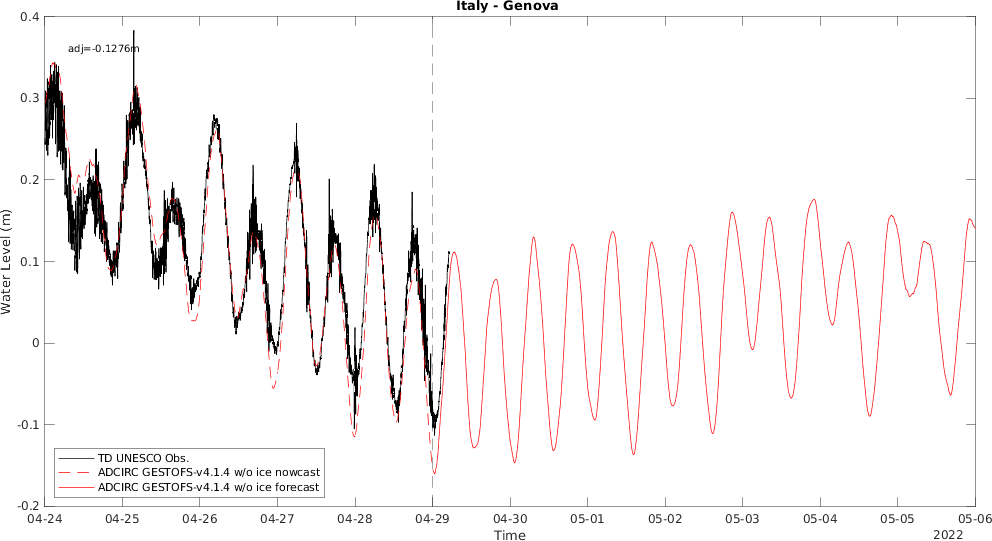 Italy - Genova
adj=-0.1276m
0.4
0.3
0.2
0.1
0
-0.1
-0.2
Water Level (m)
TD UNESCO Obs.
ADCIRC GESTOFS-v4.1.4 w/o ice nowcast
ADCIRC GESTOFS-v4.1.4 w/o ice forecast
04-24 04-25 04-26 04-27 04-28 04-29 04-30 05-01 05-02 05-03 05-04 05-05 05-06
Time
2022